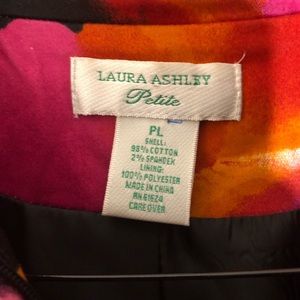 LAURA ASHLEY
Petite
PL
SHELL:
98% COTTON
2% SPANDEX
LINING:
100% POLYESTER
MADE IN CHINA
RN 61624
CARE OVER